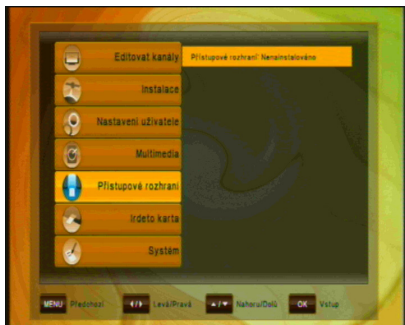 Editovat kanály
Přístupové rozhraní Nenainstalováno
Instalace
Nastavení uživatele
Multimedia
Přístupové rozhraní
Irdeto karta
Systém
MENU Předchozí ◄/► Levá/Pravá ▲/▼ Nahoru/Dolů OK Vstup